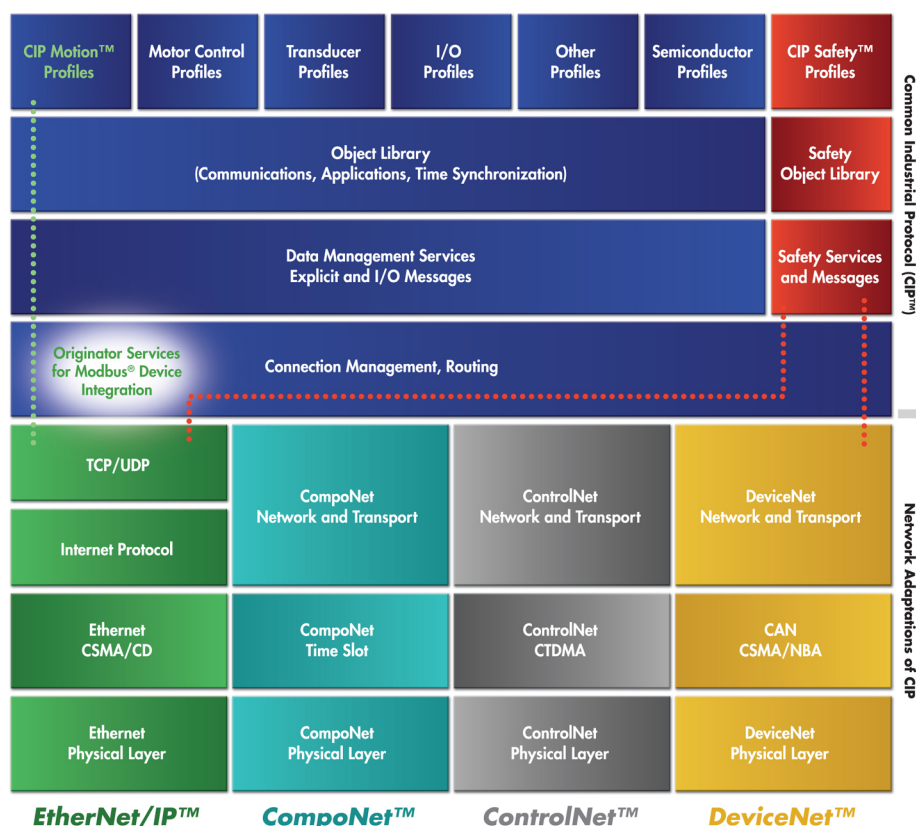 CIP Motion™
Profiles
Motor Control
Profiles
Transducer
Profiles
I/O
Profiles
Other
Profiles
Semiconductor
Profiles
CIP Safety™
Profiles
Object Library
(Communications, Applications, Time Synchronization)
Safety
Object Library
Data Management Services
Explicit and I/O Messages
Safety Services
and Messages
Originator Services
for Modbus® Device
Integration
Connection Management, Routing
Common Industrial Protocol (CIP™)
TCP/UDP
Internet Protocol
CompoNet
Network and Transport
ControlNet
Network and Transport
DeviceNet
Network and Transport
Ethernet
CSMA/CD
CompoNet
Time Slot
ControlNet
CTDMA
CAN
CSMA/NBA
Ethernet
Physical Layer
CompoNet
Physical Layer
ControlNet
Physical Layer
DeviceNet
Physical Layer
Network Adaptations of CIP
EtherNet/IP™
CompoNet™
ControlNet™
DeviceNet™